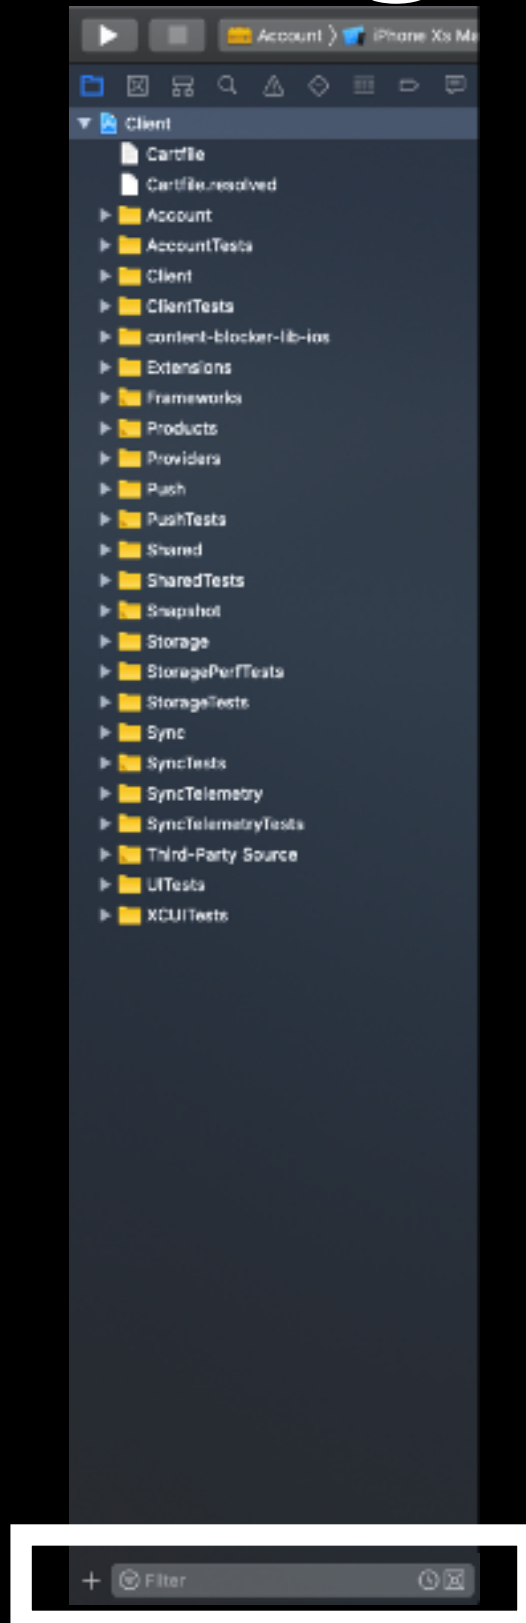 Account 〉 iPhone Xs Ma
Client
Cartfile
Cartfile.resolved
Account
AccountTests
Client
ClientTests
content-blocker-lib-ios
Extensions
Frameworks
Products
Providers
Push
PushTests
Shared
SharedTests
Snapshot
Storage
StoragePerfTests
StorageTests
Sync
SyncTests
SyncTelemetry
SyncTelemetryTests
Third-Party Source
UITests
XCUITests
Filter